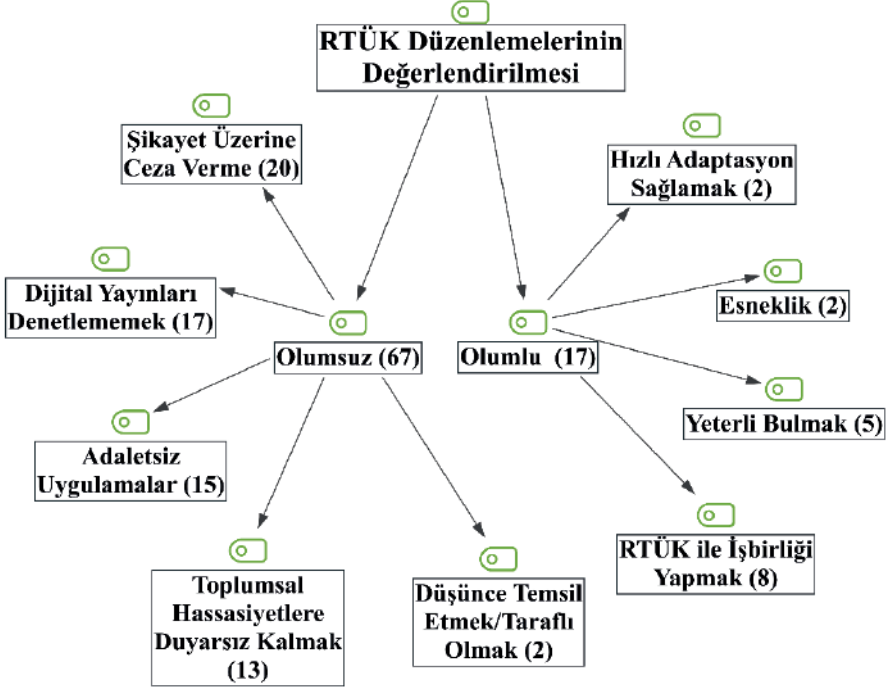 RTÜK Düzenlemelerinin
Değerlendirilmesi
Şikayet Üzerine
Ceza Verme (20)
Hızlı Adaptasyon
Sağlamak (2)
Dijital Yayınları
Denetlememek (17)
Esneklik (2)
Olumsuz (67)
Olumlu (17)
Yeterli Bulmak (5)
Adaletsiz
Uygulamalar (15)
RTÜK ile İşbirliği
Yapmak (8)
Toplumsal
Hassasiyetlere
Duyarsız Kalmak
(13)
Düşünce Temsil
Etmek/Taraflı
Olmak (2)